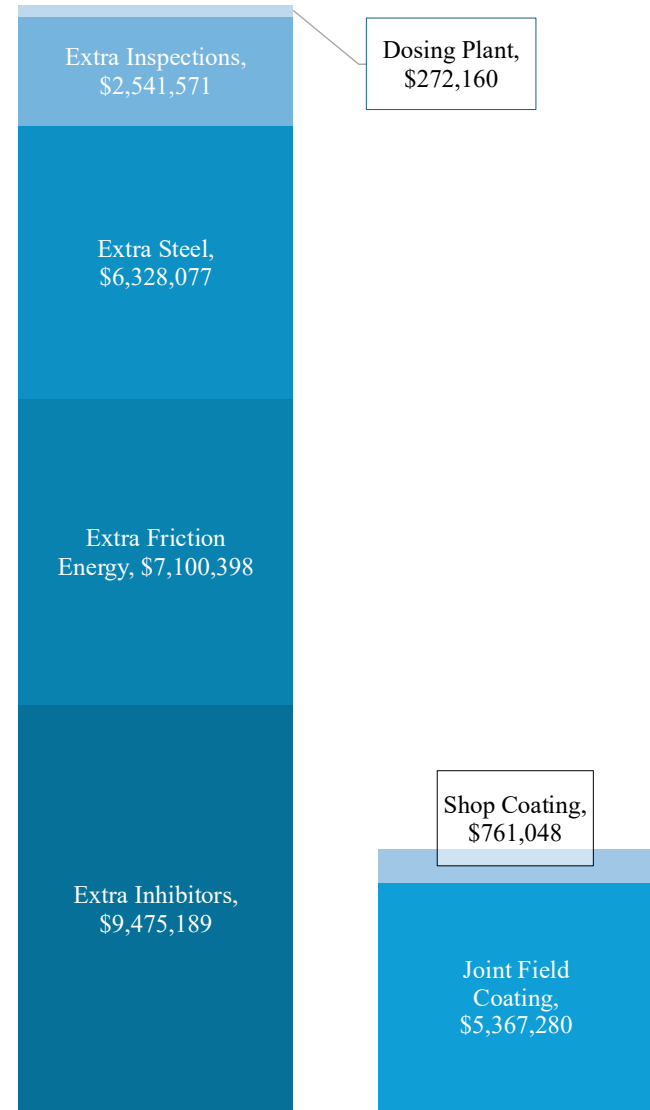 Extra Inspections,
$2,541,571
Dosing Plant,
$272,160
Extra Steel,
$6,328,077
Extra Friction
Energy, $7,100,398
Extra Inhibitors,
$9,475,189
Shop Coating,
$761,048
Joint Field
Coating,
$5,367,280